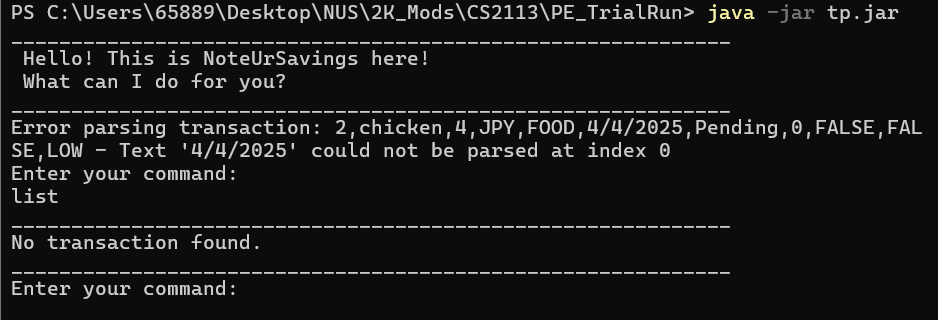 PS C:\Users\65889\Desktop\NUS\2K_Mods\CS2113\PE_TrialRun> java -jar tp.jar
____________________________________________________________
 Hello! This is NoteUrSavings here!
 What can I do for you?
____________________________________________________________
Error parsing transaction: 2,chicken,4,JPY,FOOD,4/4/2025,Pending,0,FALSE,FAL
SE,LOW - Text '4/4/2025' could not be parsed at index 0
Enter your command:
list
____________________________________________________________
No transaction found.
____________________________________________________________
Enter your command: